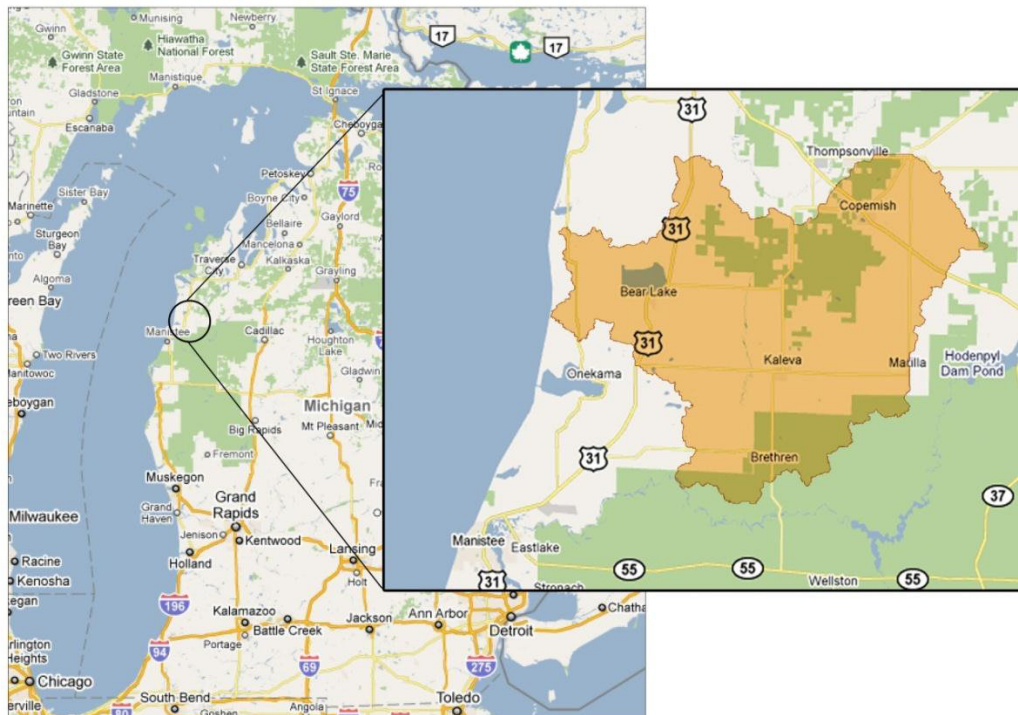 Munising
Newberry
Gwinn
Hiawatha
National Forest
17
17
Gwinn State
Forest Area
Sault Ste. Marie
State Forest Area
Manistique
Gladstone
Escanaba
St Ignace
Cheboyga
Petoskey
75
Sister Bay
Boyne City
Marinette
Bellaire
Gaylord
Sturgeon
Bay
Mancelona
Traverse
City
Kalkaska
Grayling
Algoma
reen Bay
Manistee
Cadillac
Houghton
Lake
Two Rivers
Manitowoc
Gladwin
eboygan
Michigan
Big Rapids
Mt Pleasant
Fremont
Muskegon
Grand
Rapids
Grand
Haven
Milwaukee
Jenison
Kentwood
Lansing
Holland
Holt
Racine
Kenosha
egan
196
Kalamazoo
Jackson
Ann Arbor
Detroit
Chatha
Battle Creek
Portage
94
69
275
rlington
Heights
Chicago
South Bend
Toledo
erville
80
Goshen
Angola
31
Thompsonville
Copemish
31
Bear Lake
31
Kaleva
Marilla
Hodenpyl
Dam Pond
Onekama
Brethren
31
37
Manistee
Eastlake
55
55
31
Stronach
Wellston
55